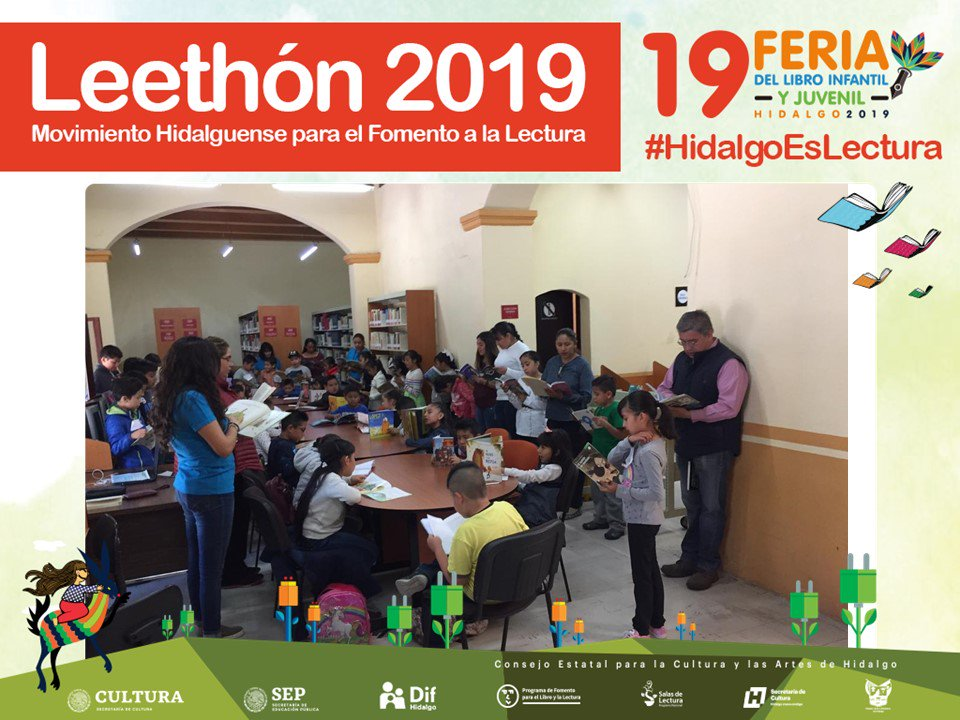 Leethón 2019
Movimiento Hidalguense para el Fomento a la Lectura
19 FERIA
DEL LIBRO INFANTIL
Y JUVENIL
HIDALGO 2019
#HidalgoEsLectura
Consejo Estatal para la Cultura y las Artes de Hidalgo
CULTURA
SECRETARÍA DE CULTURA
SEP
SECRETARÍA DE
EDUCACIÓN PÚBLICA
Dif
Hidalgo
Programa de Fomento
para el Libro y la Lectura
Salas de
Lectura
Programa Nacional
Secretaría de
Cultura